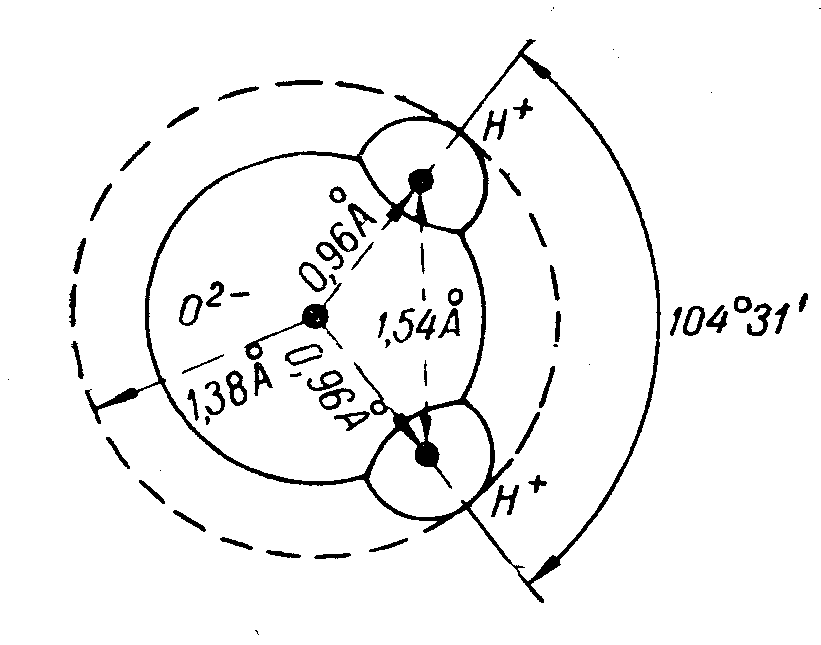 H⁺
0,96Å
O²⁻
1,54Å
104°31'
1,38Å
0,96Å
H⁺